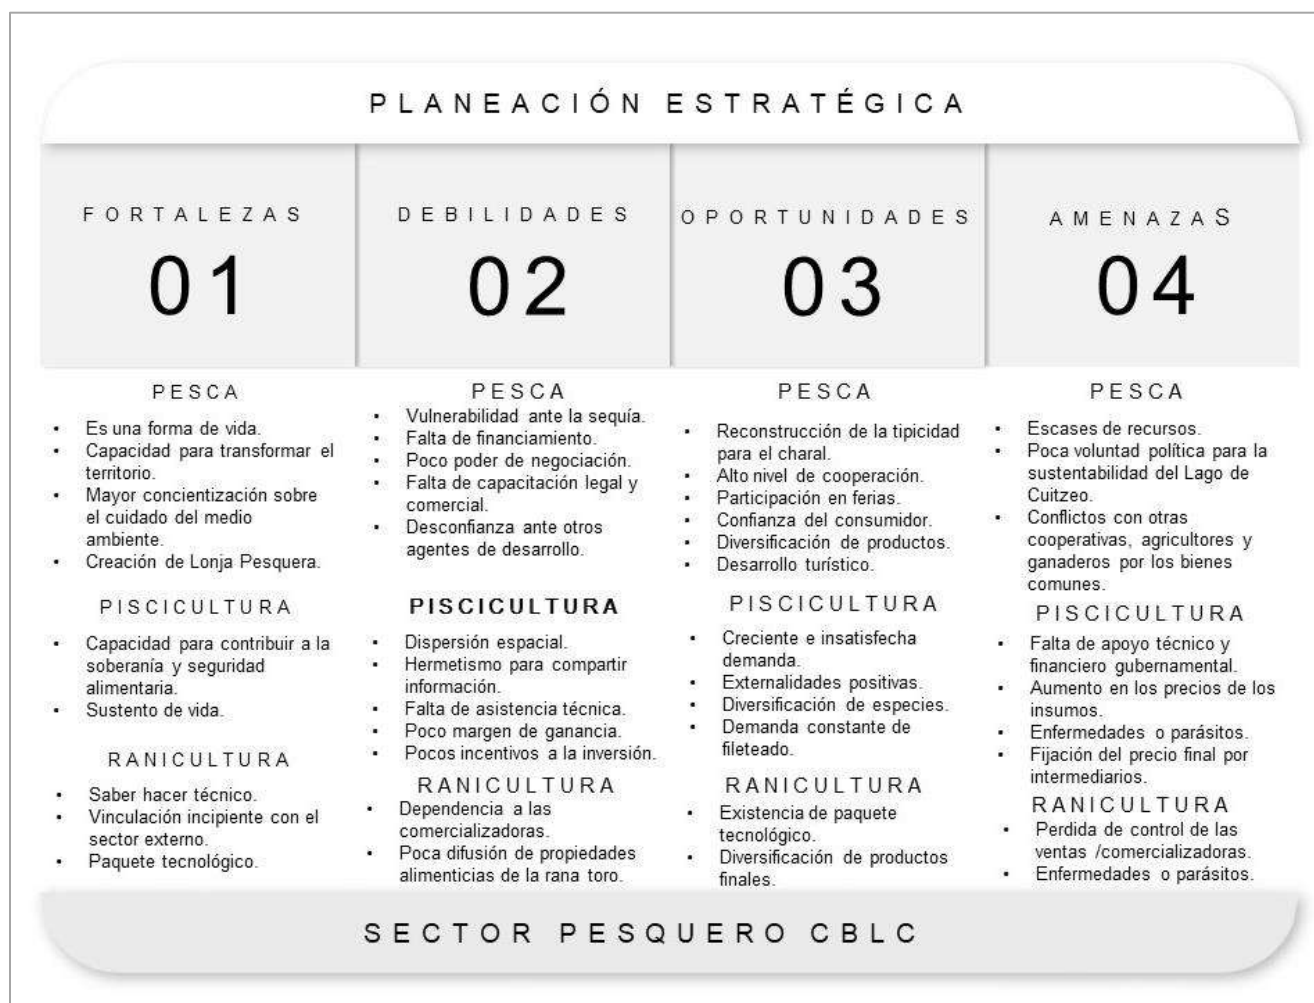 PLANEACIÓN ESTRATÉGICA
FORTALEZAS
01
PESCA
▪ Es una forma de vida.
▪ Capacidad para transformar el
territorio.
▪ Mayor concientización sobre
el cuidado del medio
ambiente.
▪ Creación de Lonja Pesquera.
PISCICULTURA
▪ Capacidad para contribuir a la
soberanía y seguridad
alimentaria.
▪ Sustento de vida.
RANICULTURA
▪ Saber hacer técnico.
▪ Vinculación incipiente con el
sector externo.
▪ Paquete tecnológico.
DEBILIDADES
02
PESCA
▪ Vulnerabilidad ante la sequía.
▪ Falta de financiamiento.
▪ Poco poder de negociación.
▪ Falta de capacitación legal y
comercial.
▪ Desconfianza ante otros
agentes de desarrollo.
PISCICULTURA
▪ Dispersión espacial.
▪ Hermetismo para compartir
información.
▪ Falta de asistencia técnica.
▪ Poco margen de ganancia.
▪ Pocos incentivos a la inversión.
RANICULTURA
▪ Dependencia a las
comercializadoras.
▪ Poca difusión de propiedades
alimenticias de la rana toro.
OPORTUNIDADES
03
PESCA
▪ Reconstrucción de la tipicidad
para el charal.
▪ Alto nivel de cooperación.
▪ Participación en ferias.
▪ Confianza del consumidor.
▪ Diversificación de productos.
▪ Desarrollo turístico.
PISCICULTURA
▪ Creciente e insatisfecha
demanda.
▪ Externalidades positivas.
▪ Diversificación de especies.
▪ Demanda constante de
fileteado.
RANICULTURA
▪ Existencia de paquete
tecnológico.
▪ Diversificación de productos
finales.
AMENAZAS
04
PESCA
▪ Escases de recursos.
▪ Poca voluntad política para la
sustentabilidad del Lago de
Cuitzeo.
▪ Conflictos con otras
cooperativas, agricultores y
ganaderos por los bienes
comunes.
PISCICULTURA
▪ Falta de apoyo técnico y
financiero gubernamental.
▪ Aumento en los precios de los
insumos.
▪ Enfermedades o parásitos.
▪ Fijación del precio final por
intermediarios.
RANICULTURA
▪ Perdida de control de las
ventas /comercializadoras.
▪ Enfermedades o parásitos.
SECTOR PESQUERO CBLC